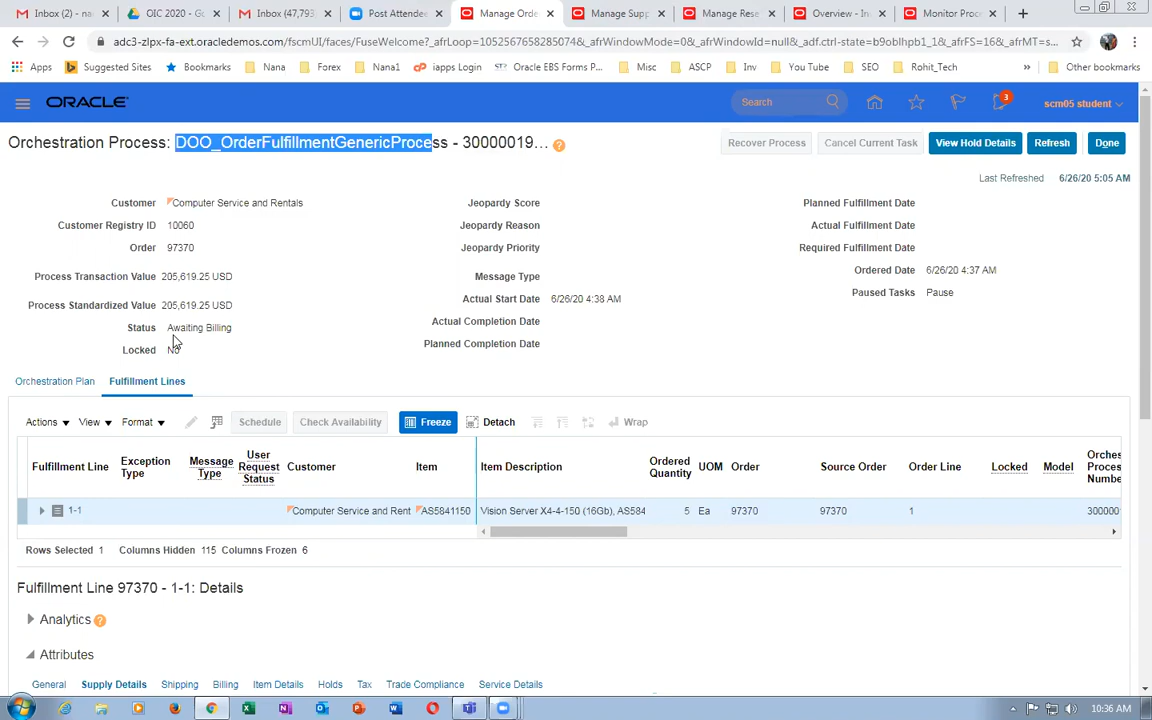 Inbox (2) - na
OIC 2020 - Go
Inbox (47,793
Post Attendee
Manage Orde
Manage Supp
Manage Rese
Overview - In
Monitor Proc
adc3-zlpx-fa-ext.oracledemos.com/fscmUI/faces/FuseWelcome?_afrLoop=10525676582850748&_afrWindowMode=0&_afrWindowId=null&_adf.ctrl-state=b9oblhpb1_1&_afrFS=16&_afrMT=s...
Apps Suggested Sites Bookmarks Nana Forex Nana1 iapps Login Oracle EBS Forms P... Misc ASCP Inv You Tube SEO Rohit_Tech » Other bookmarks
ORACLE Search 3 scm05 student
Orchestration Process: DOO_OrderFulfillmentGenericProcess - 30000019... ?
Recover Process Cancel Current Task View Hold Details Refresh Done
Last Refreshed 6/26/20 5:05 AM
Customer Computer Service and Rentals
Customer Registry ID 10060
Order 97370
Process Transaction Value 205,619.25 USD
Process Standardized Value 205,619.25 USD
Status Awaiting Billing
Locked No
Jeopardy Score
Jeopardy Reason
Jeopardy Priority
Message Type
Actual Start Date 6/26/20 4:38 AM
Actual Completion Date
Planned Completion Date
Planned Fulfillment Date
Actual Fulfillment Date
Required Fulfillment Date
Ordered Date 6/26/20 4:37 AM
Paused Tasks Pause
Orchestration Plan Fulfillment Lines
Actions View Format Schedule Check Availability Freeze Detach Wrap
Fulfillment Line
Exception Type
Message Type
User Request Status
Customer
Item
Item Description
Ordered Quantity
UOM
Order
Source Order
Order Line
Locked
Model
Orches Proces Numbe
1-1 Computer Service and Rent AS5841150 Vision Server X4-4-150 (16Gb), AS584 5 Ea 97370 97370 1 300000
Rows Selected 1 Columns Hidden 115 Columns Frozen 6
Fulfillment Line 97370 - 1-1: Details
Analytics ?
Attributes
General Supply Details Shipping Billing Item Details Holds Tax Trade Compliance Service Details
10:36 AM